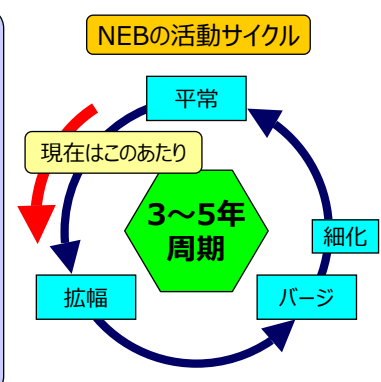 NEBの活動サイクル
平常
現在はこのあたり
3～5年
周期
細化
拡幅
バージ